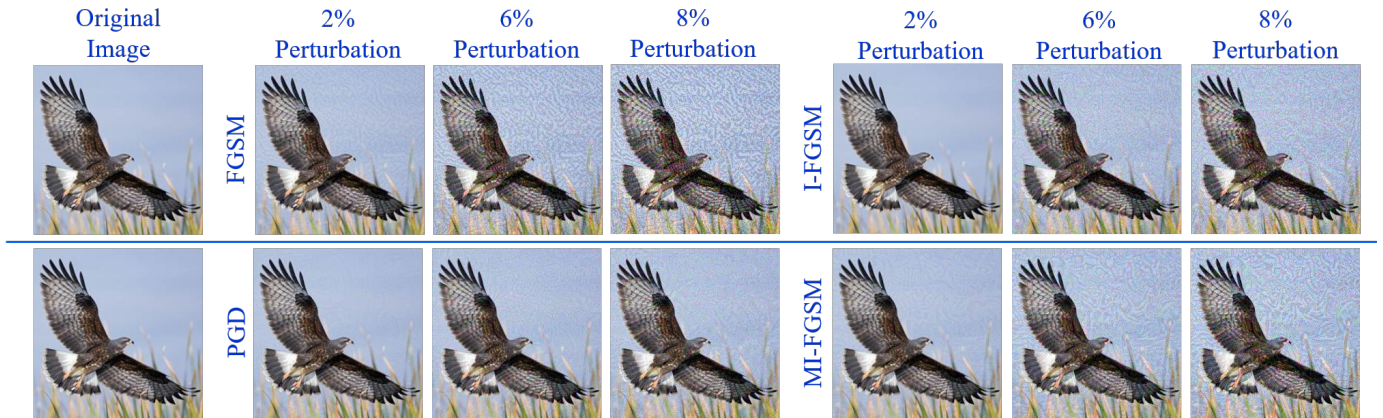 Original
Image
2%
Perturbation
6%
Perturbation
8%
Perturbation
2%
Perturbation
6%
Perturbation
8%
Perturbation
FGSM
I-FGSM
PGD
MI-FGSM